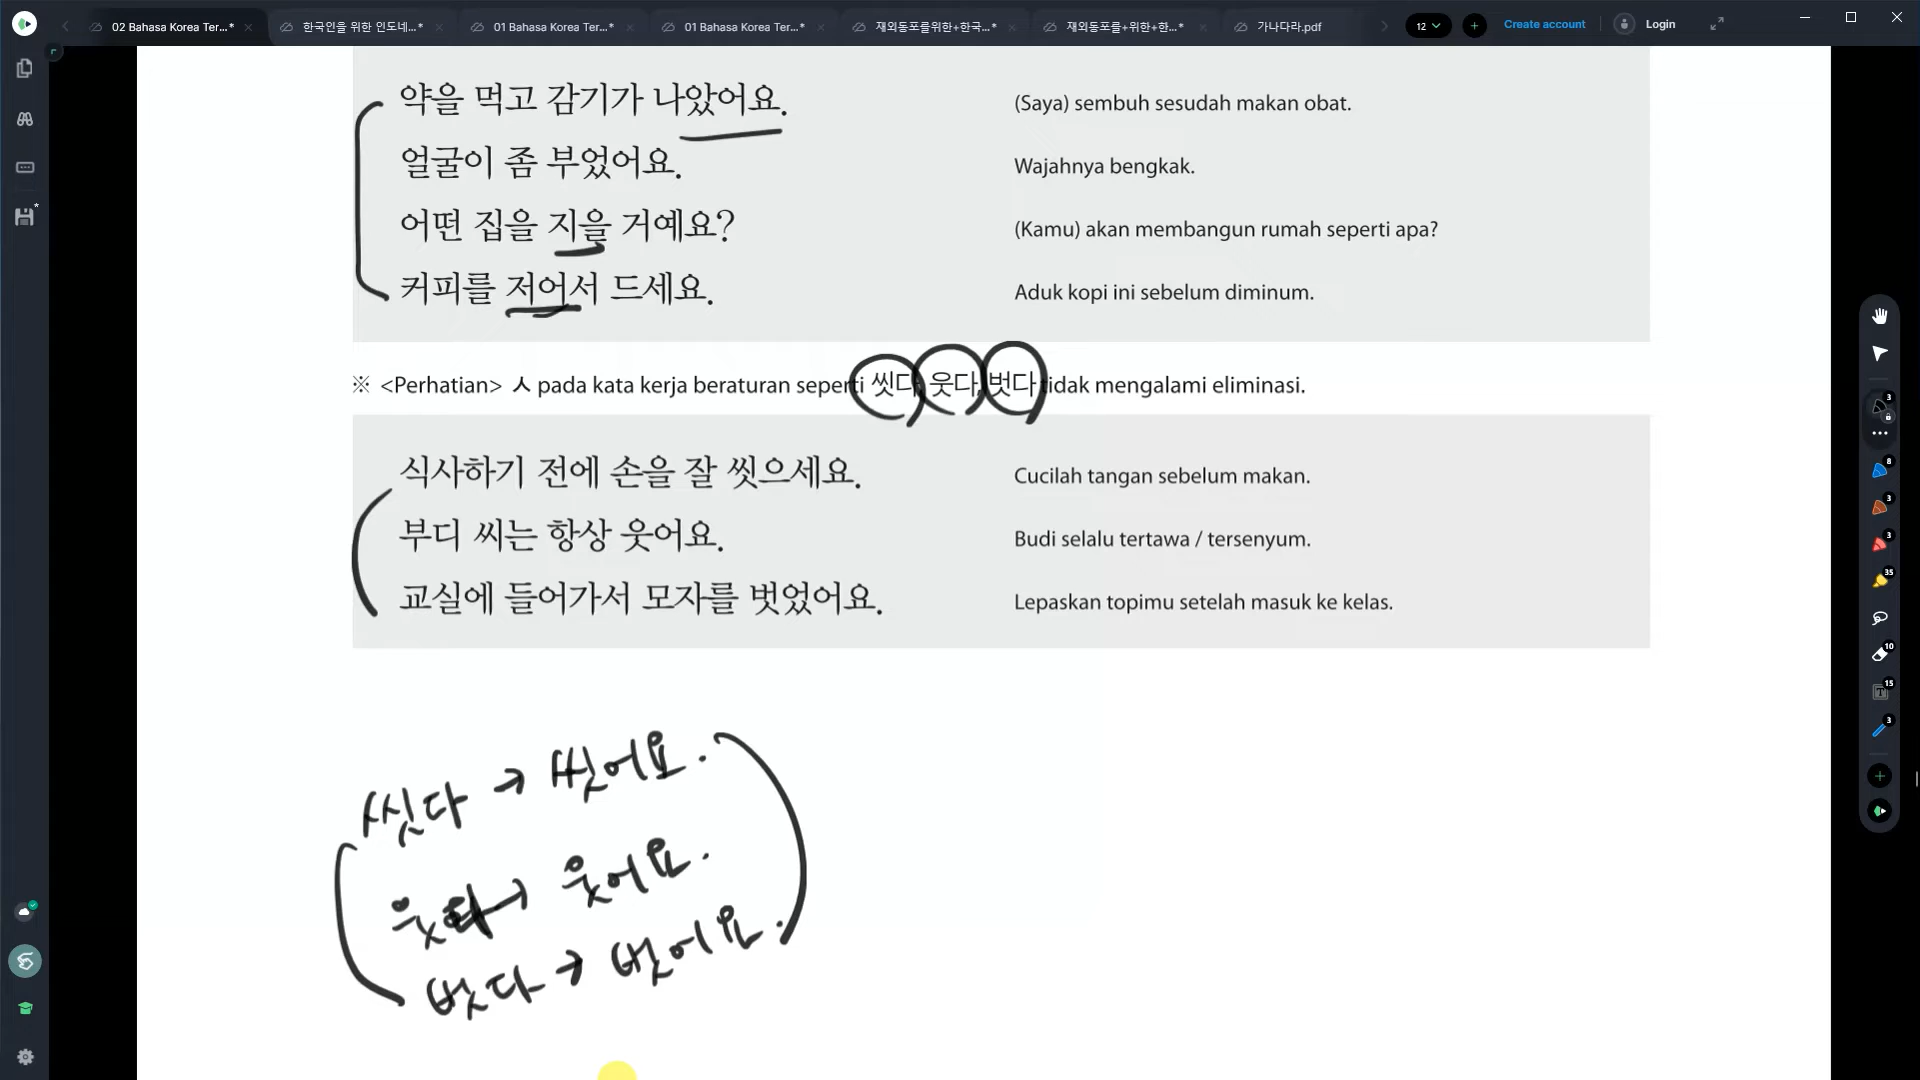 02 Bahasa Korea Ter...*
한국인을 위한 인도네...*
01 Bahasa Korea Ter...*
01 Bahasa Korea Ter...*
재외동포를위한+한국...*
재외동포를+위한+한...*
가나다라.pdf
12
Create account
Login
약을 먹고 감기가 나았어요.
(Saya) sembuh sesudah makan obat.
얼굴이 좀 부었어요.
Wajahnya bengkak.
어떤 집을 지을 거예요?
(Kamu) akan membangun rumah seperti apa?
커피를 저어서 드세요.
Aduk kopi ini sebelum diminum.
※ <Perhatian> ㅅ pada kata kerja beraturan seperti 씻다, 웃다, 벗다 tidak mengalami eliminasi.
식사하기 전에 손을 잘 씻으세요.
Cucilah tangan sebelum makan.
부디 씨는 항상 웃어요.
Budi selalu tertawa / tersenyum.
교실에 들어가서 모자를 벗었어요.
Lepaskan topimu setelah masuk ke kelas.
씻다 → 씻어요.
웃다 → 웃어요.
벗다 → 벗어요.
3
8
3
3
35
10
15
3